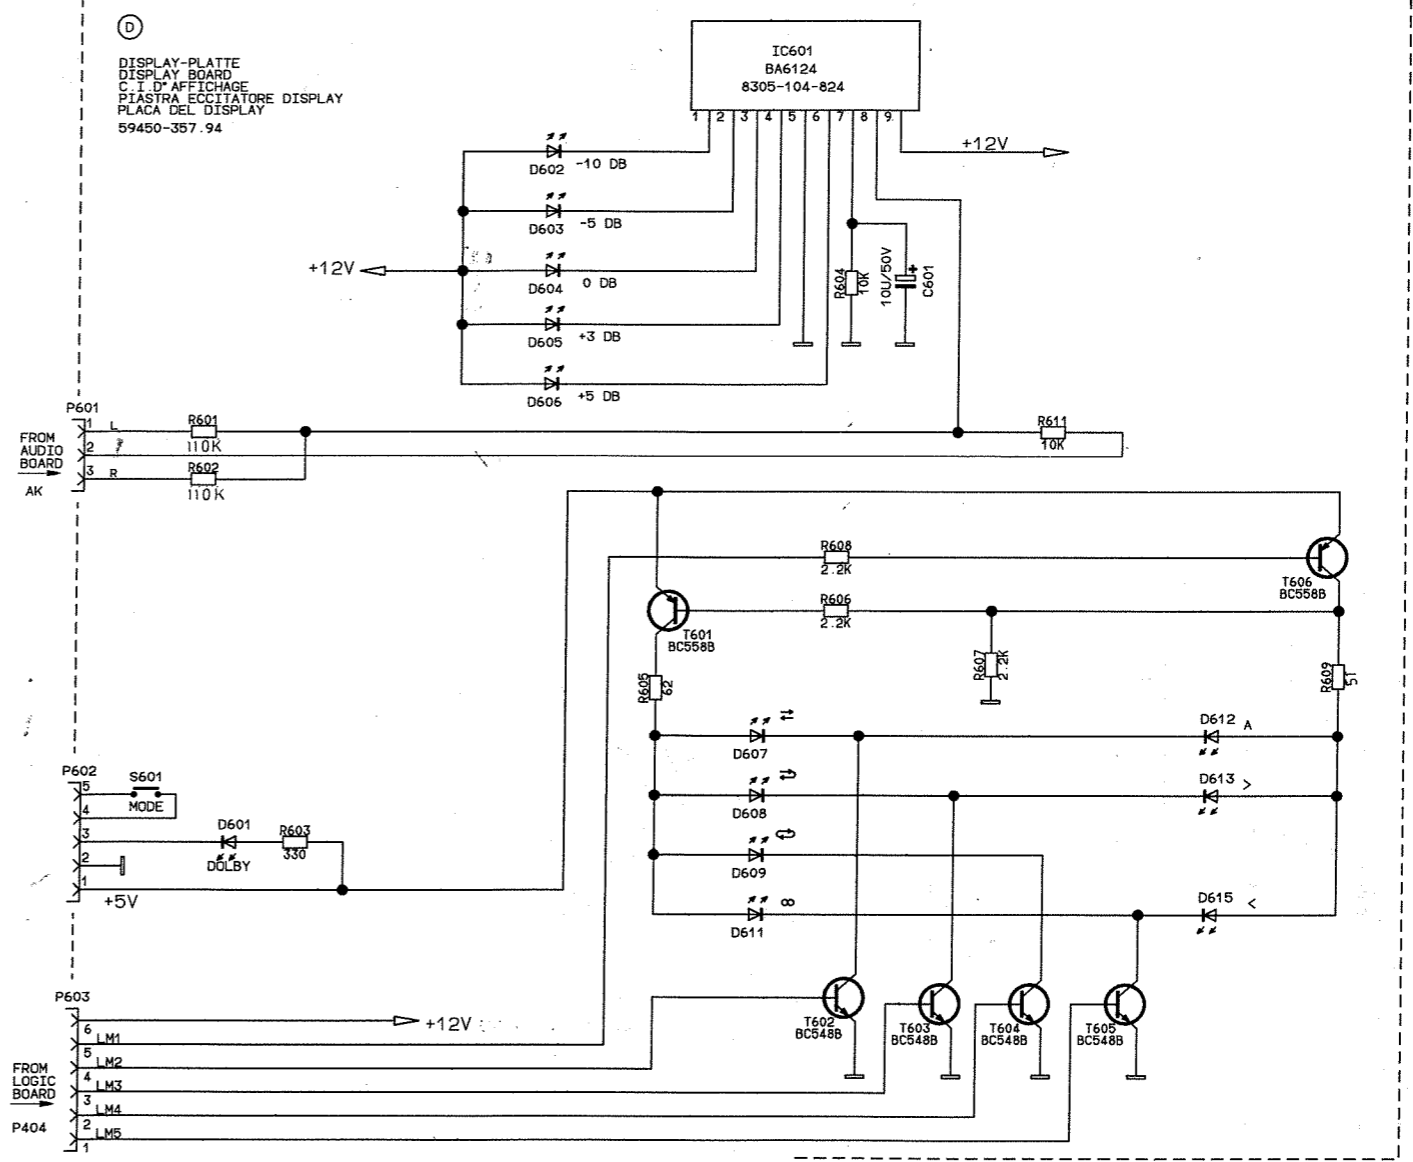 D
DISPLAY-PLATTE
DISPLAY BOARD
C.I.D'AFFICHAGE
PIASTRA ECCITATORE DISPLAY
PLACA DEL DISPLAY
59450-357.94
IC601
BA6124
8305-104-824
1 2 3 4 5 6 7 8 9
+12V
D602 -10 DB
D603 -5 DB
+12V
D604 0 DB
D605 +3 DB
D606 +5 DB
R604
10K
10U/50V
C601
P601
FROM
AUDIO
BOARD
AK
1 L
2
3 R
R601
110K
R602
110K
R611
10K
R608
2.2K
T606
BC558B
R606
2.2K
T601
BC558B
R607
2.2K
R605
62
R609
51
D607
D612 A
D608
D613 >
D609
D611 ∞
D615 <
P602
5
4
3
2
1
S601
MODE
D601
DOLBY
R603
330
+5V
P603
6
+12V
5 LM1
4 LM2
3 LM3
2 LM4
1 LM5
FROM
LOGIC
BOARD
P404
T602
BC548B
T603
BC548B
T604
BC548B
T605
BC548B